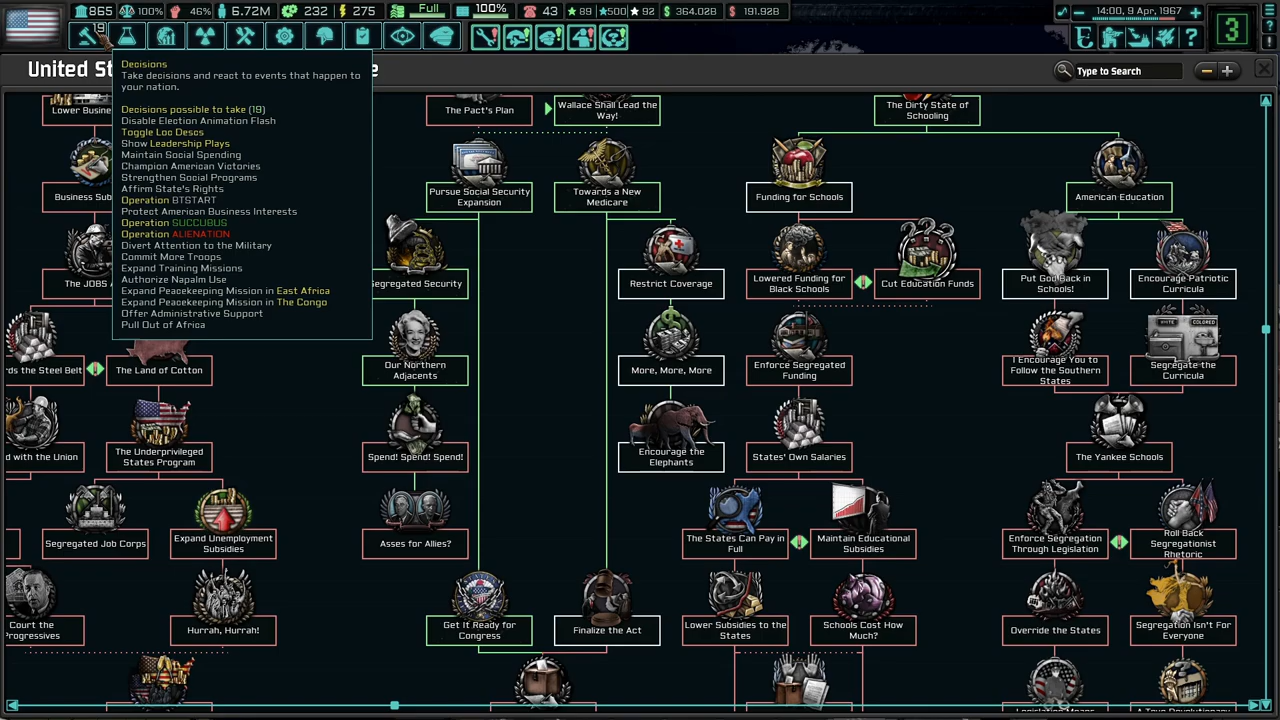 865 100% 46% 6.72M 232 275 Full 100% 43 89 500 92 364.02B 191.92B 14:00, 9 Apr, 1967
19
3
United St
e
Type to Search
Decisions
Take decisions and react to events that happen to
your nation.
Decisions possible to take (19)
Disable Election Animation Flash
Toggle Loc Descs
Show Leadership Plays
Maintain Social Spending
Champion American Victories
Strengthen Social Programs
Affirm State's Rights
Operation BTSTART
Protect American Business Interests
Operation SUCCUBUS
Operation ALIENATION
Divert Attention to the Military
Commit More Troops
Expand Training Missions
Authorize Napalm Use
Expand Peacekeeping Mission in East Africa
Expand Peacekeeping Mission in The Congo
Offer Administrative Support
Pull Out of Africa
Lower Busine
The Pact's Plan
Wallace Shall Lead the
Way!
The Dirty State of
Schooling
Business Sub
Pursue Social Security
Expansion
Towards a New
Medicare
Funding for Schools
American Education
The JOBS A
Segregated Security
Restrict Coverage
Lowered Funding for
Black Schools
Cut Education Funds
Put God Back in
Schools!
Encourage Patriotic
Curricula
rds the Steel Belt
The Land of Cotton
Our Northern
Adjacents
More, More, More
Enforce Segregated
Funding
I Encourage You to
Follow the Southern
States
WHITE COLORED
Segregate the
Curricula
d with the Union
The Underprivileged
States Program
Spend! Spend! Spend!
Encourage the
Elephants
States' Own Salaries
The Yankee Schools
Segregated Job Corps
Expand Unemployment
Subsidies
Asses for Allies?
The States Can Pay in
Full
Maintain Educational
Subsidies
Enforce Segregation
Through Legislation
Roll Back
Segregationist
Rhetoric
Court the
Progressives
Hurrah, Hurrah!
Get It Ready for
Congress
Finalize the Act
Lower Subsidies to the
States
Schools Cost How
Much?
Override the States
Segregation Isn't For
Everyone